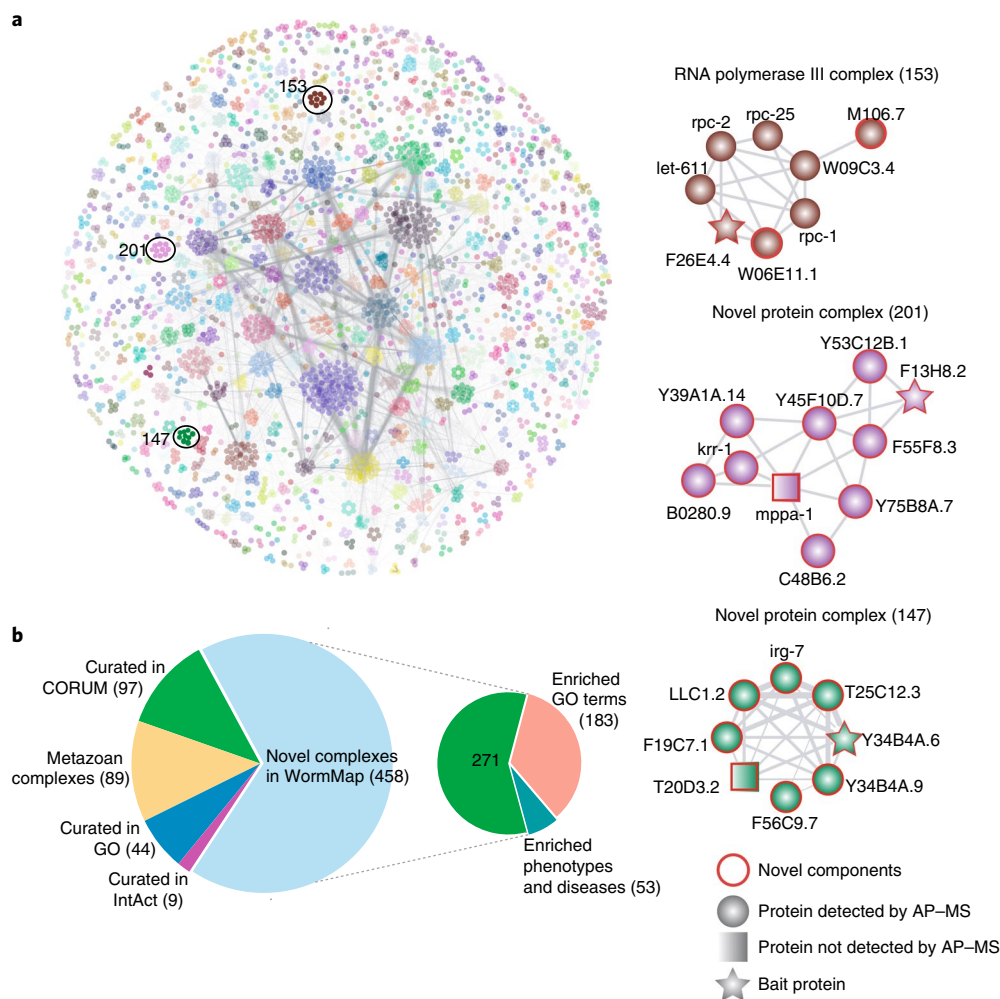 a
153
201
147
RNA polymerase III complex (153)
rpc-25
M106.7
rpc-2
let-611
W09C3.4
rpc-1
F26E4.4
W06E11.1
Novel protein complex (201)
Y53C12B.1
F13H8.2
Y39A1A.14
Y45F10D.7
krr-1
F55F8.3
B0280.9
mppa-1
Y75B8A.7
C48B6.2
Novel protein complex (147)
irg-7
LLC1.2
T25C12.3
F19C7.1
Y34B4A.6
T20D3.2
Y34B4A.9
F56C9.7
Novel components
Protein detected by AP–MS
Protein not detected by AP–MS
Bait protein
b
Curated in
CORUM (97)
Metazoan
complexes (89)
Curated in
GO (44)
Curated in
IntAct (9)
Novel complexes
in WormMap (458)
271
Enriched
GO terms
(183)
Enriched
phenotypes
and diseases (53)